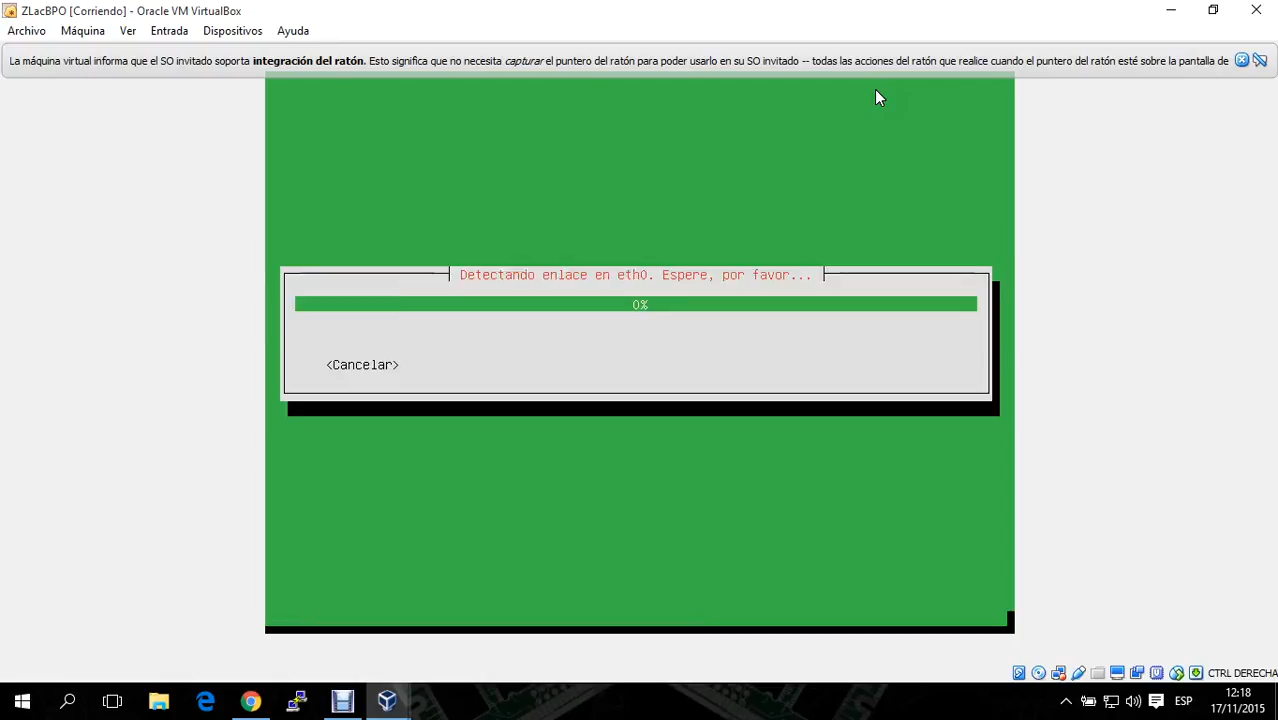 ZLacBPO [Corriendo] - Oracle VM VirtualBox
Archivo Máquina Ver Entrada Dispositivos Ayuda
La máquina virtual informa que el SO invitado soporta integración del ratón. Esto significa que no necesita capturar el puntero del ratón para poder usarlo en su SO invitado -- todas las acciones del ratón que realice cuando el puntero del ratón esté sobre la pantalla de
Detectando enlace en eth0. Espere, por favor...
0%
<Cancelar>
CTRL DERECHA
ESP
12:18
17/11/2015